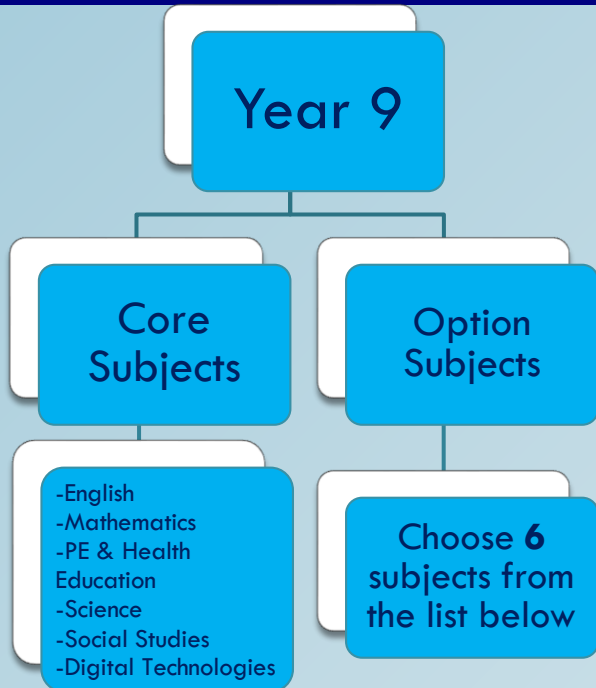 Year 9
Core
Subjects
Option
Subjects
-English
-Mathematics
-PE & Health
Education
-Science
-Social Studies
-Digital Technologies
Choose 6
subjects from
the list below